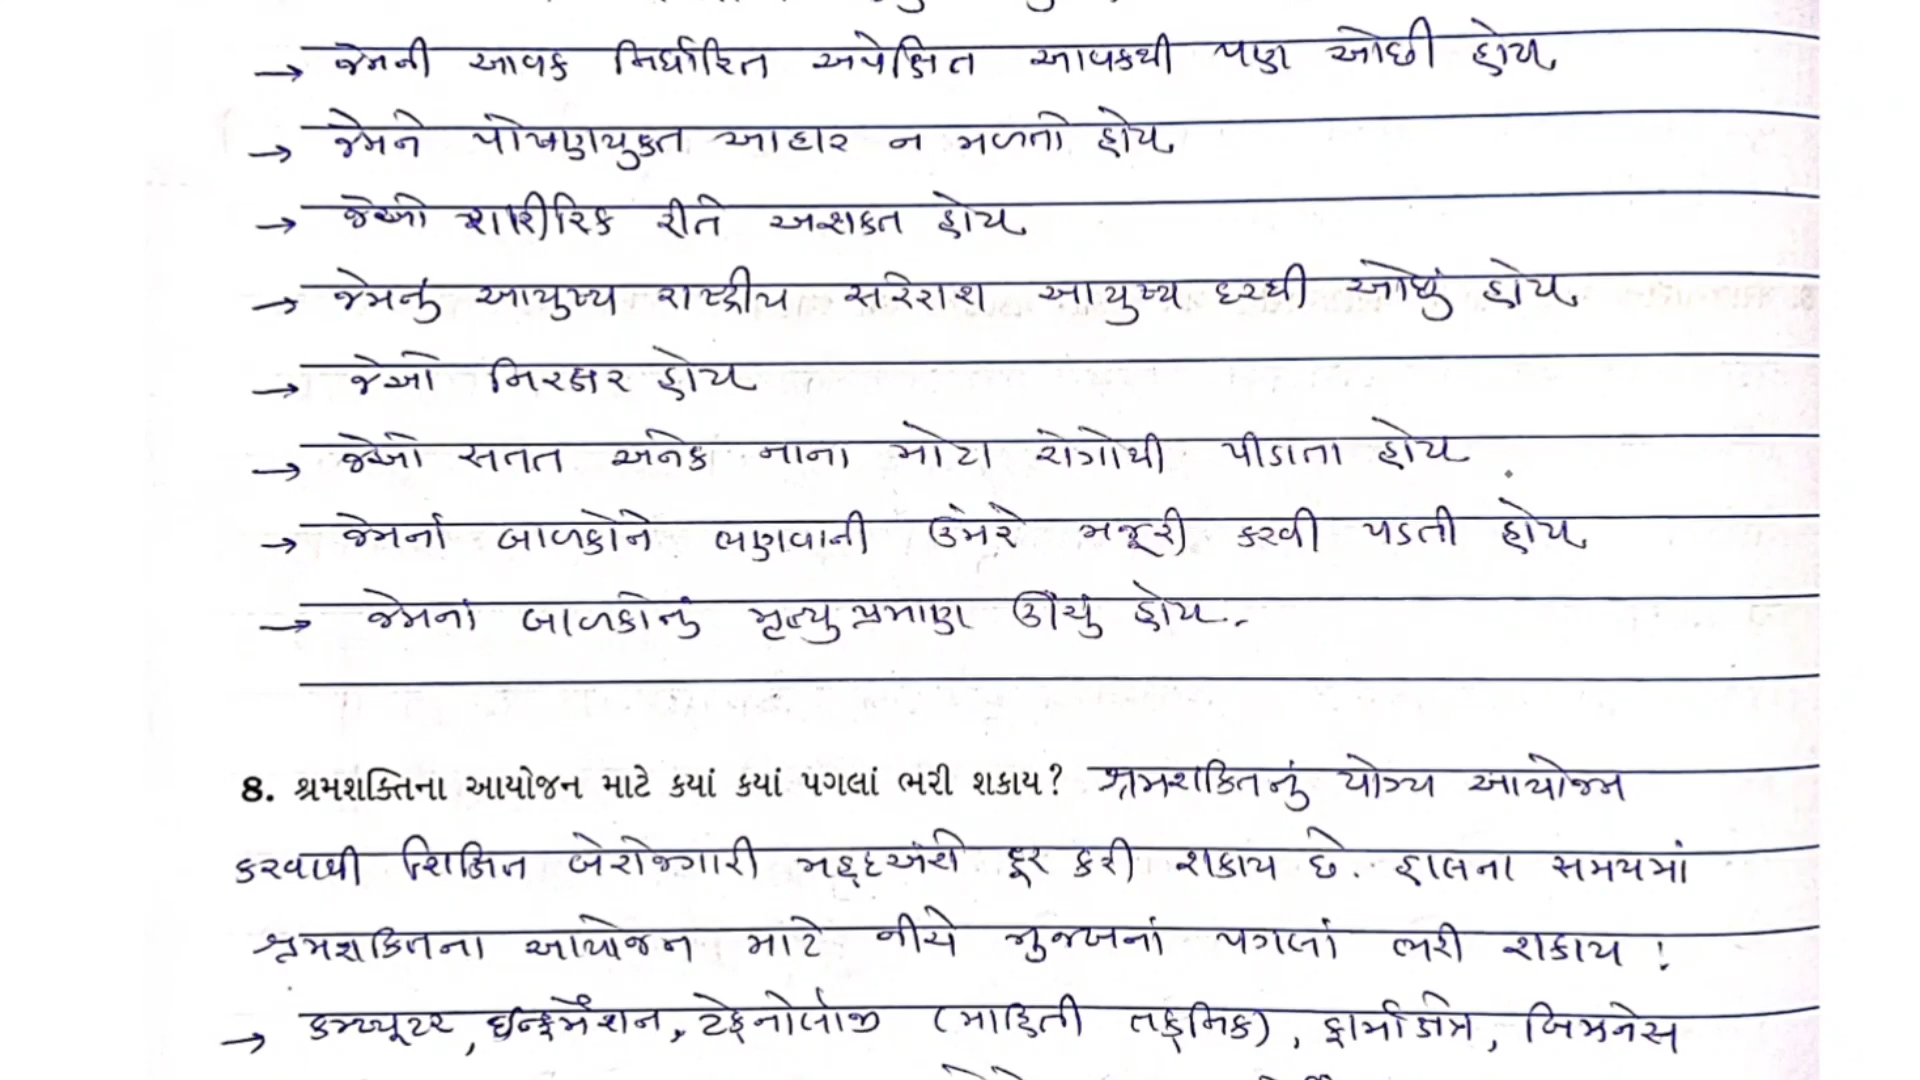 → જેમની આવક નિર્ધારિત અપેક્ષિત આવકથી પણ ઓછી હોય
→ જેમને પોષણયુક્ત આહાર ન મળતો હોય
→ જેઓ શારીરિક રીતે અશક્ત હોય
→ જેમનું આયુષ્ય રાષ્ટ્રીય સરેરાશ આયુષ્ય દરથી ઓછું હોય
→ જેઓ નિરક્ષર હોય
→ જેઓ સતત અનેક નાના મોટા રોગોથી પીડાતા હોય
→ જેમનાં બાળકોને ભણવાની ઉંમરે મજૂરી કરવી પડતી હોય
→ જેમનાં બાળકોનું મૃત્યુપ્રમાણ ઊંચું હોય.
8. શ્રમશક્તિના આયોજન માટે કયાં કયાં પગલાં ભરી શકાય? શ્રમશક્તિનું યોગ્ય આયોજન
કરવાથી શિક્ષિત બેરોજગારી મહદ્અંશે દૂર કરી શકાય છે. હાલના સમયમાં
શ્રમશક્તિના આયોજન માટે નીચે મુજબનાં પગલાં ભરી શકાય :
→ કમ્પ્યૂટર, ઈન્ફર્મેશન, ટેક્નોલૉજી (માહિતી તક્નિક), ફાર્માક્ષેત્ર, બિઝનેસ